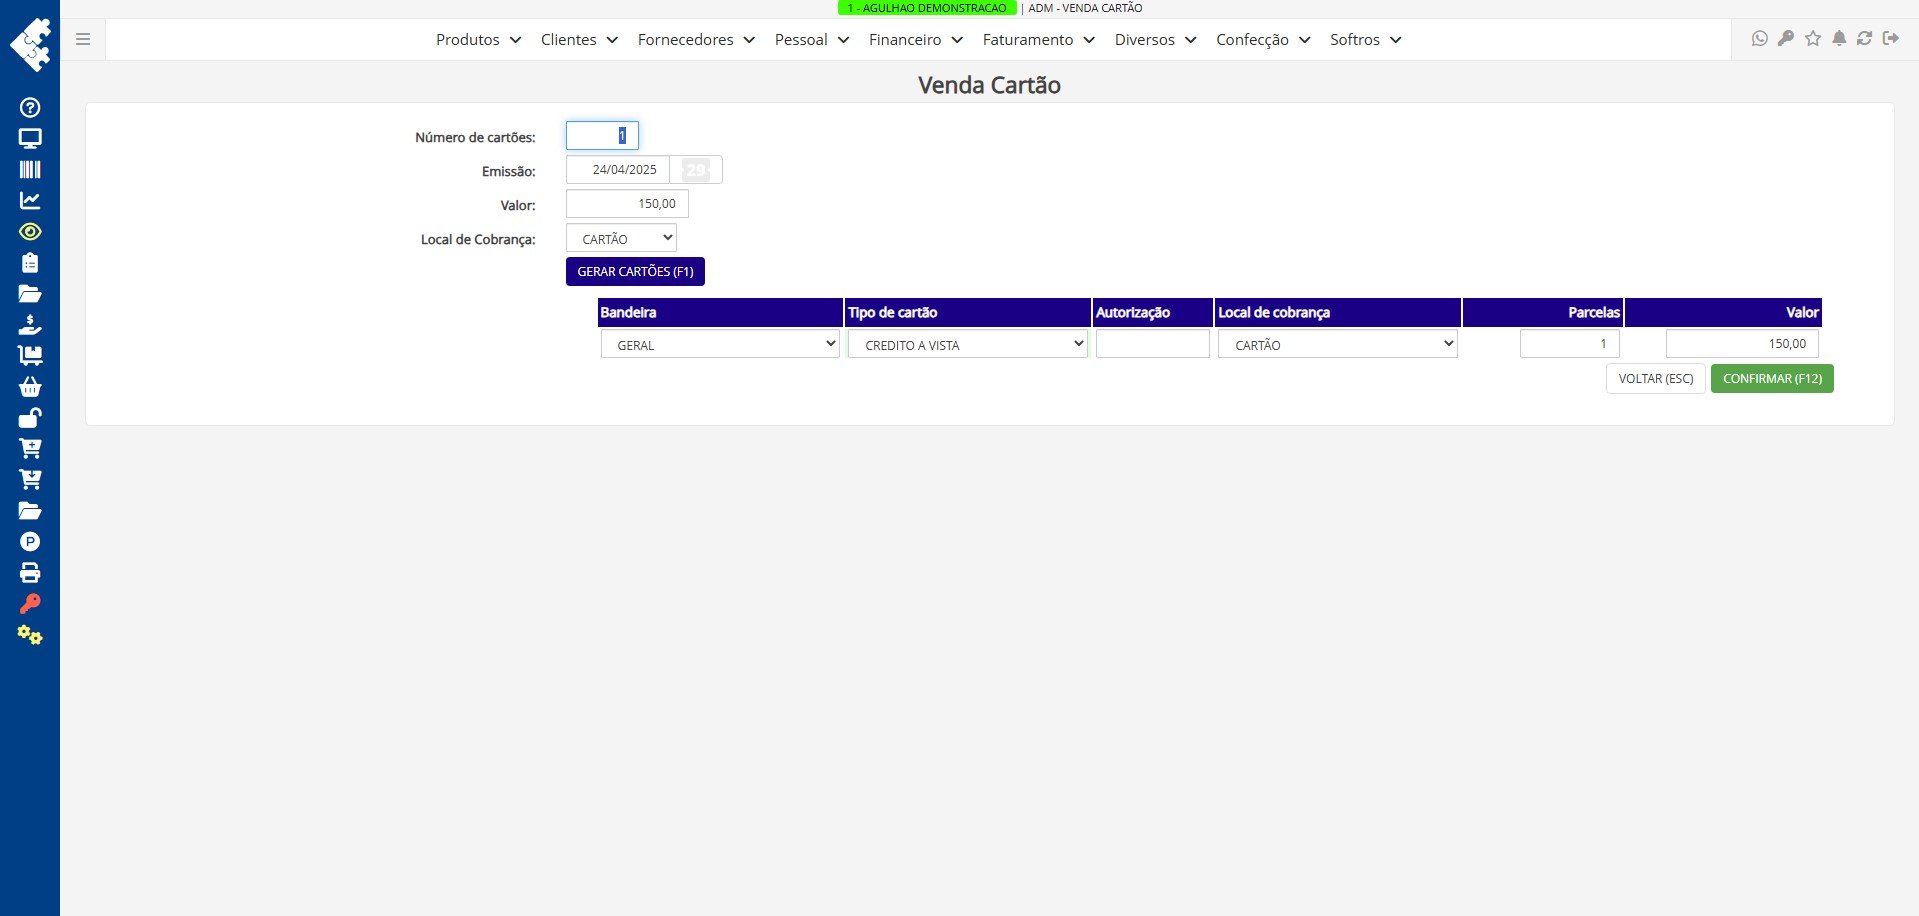 1 - AGULHAO DEMONSTRACAO | ADM - VENDA CARTÃO
Produtos Clientes Fornecedores Pessoal Financeiro Faturamento Diversos Confecção Softros
Venda Cartão
Número de cartões: 1
Emissão: 24/04/2025 29
Valor: 150,00
Local de Cobrança: CARTÃO
GERAR CARTÕES (F1)
Bandeira Tipo de cartão Autorização Local de cobrança Parcelas Valor
GERAL CREDITO A VISTA CARTÃO 1 150,00
VOLTAR (ESC) CONFIRMAR (F12)
P